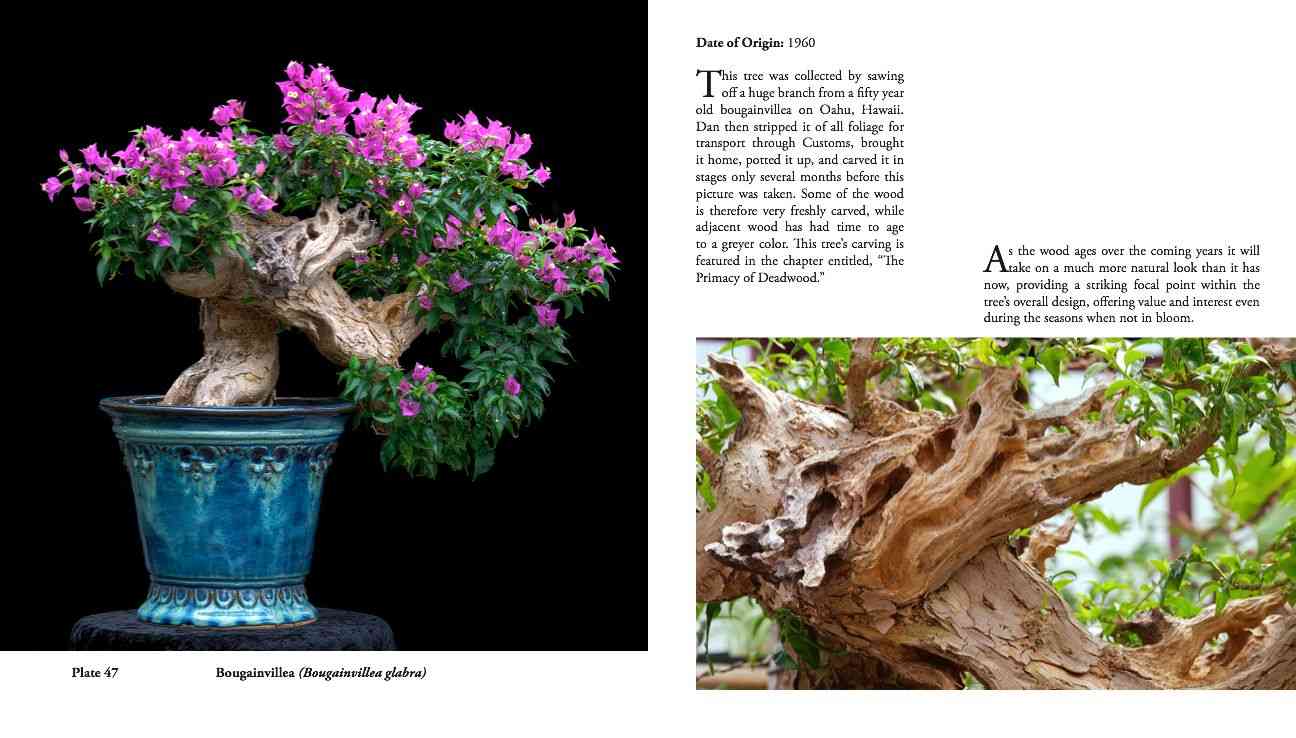 Date of Origin: 1960
This tree was collected by sawing
off a huge branch from a fifty year
old bougainvillea on Oahu, Hawaii.
Dan then stripped it of all foliage for
transport through Customs, brought
it home, potted it up, and carved it in
stages only several months before this
picture was taken. Some of the wood
is therefore very freshly carved, while
adjacent wood has had time to age
to a greyer color. This tree’s carving is
featured in the chapter entitled, “The
Primacy of Deadwood.”
As the wood ages over the coming years it will
take on a much more natural look than it has
now, providing a striking focal point within the
tree’s overall design, offering value and interest even
during the seasons when not in bloom.
Plate 47 Bougainvillea (Bougainvillea glabra)